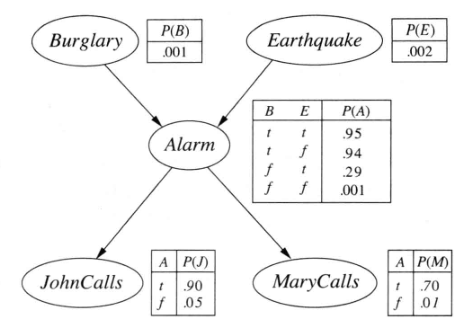 Burglary
P(B)
.001
Earthquake
P(E)
.002
Alarm
B E P(A)
t t .95
t f .94
f t .29
f f .001
JohnCalls
A P(J)
t .90
f .05
MaryCalls
A P(M)
t .70
f .01